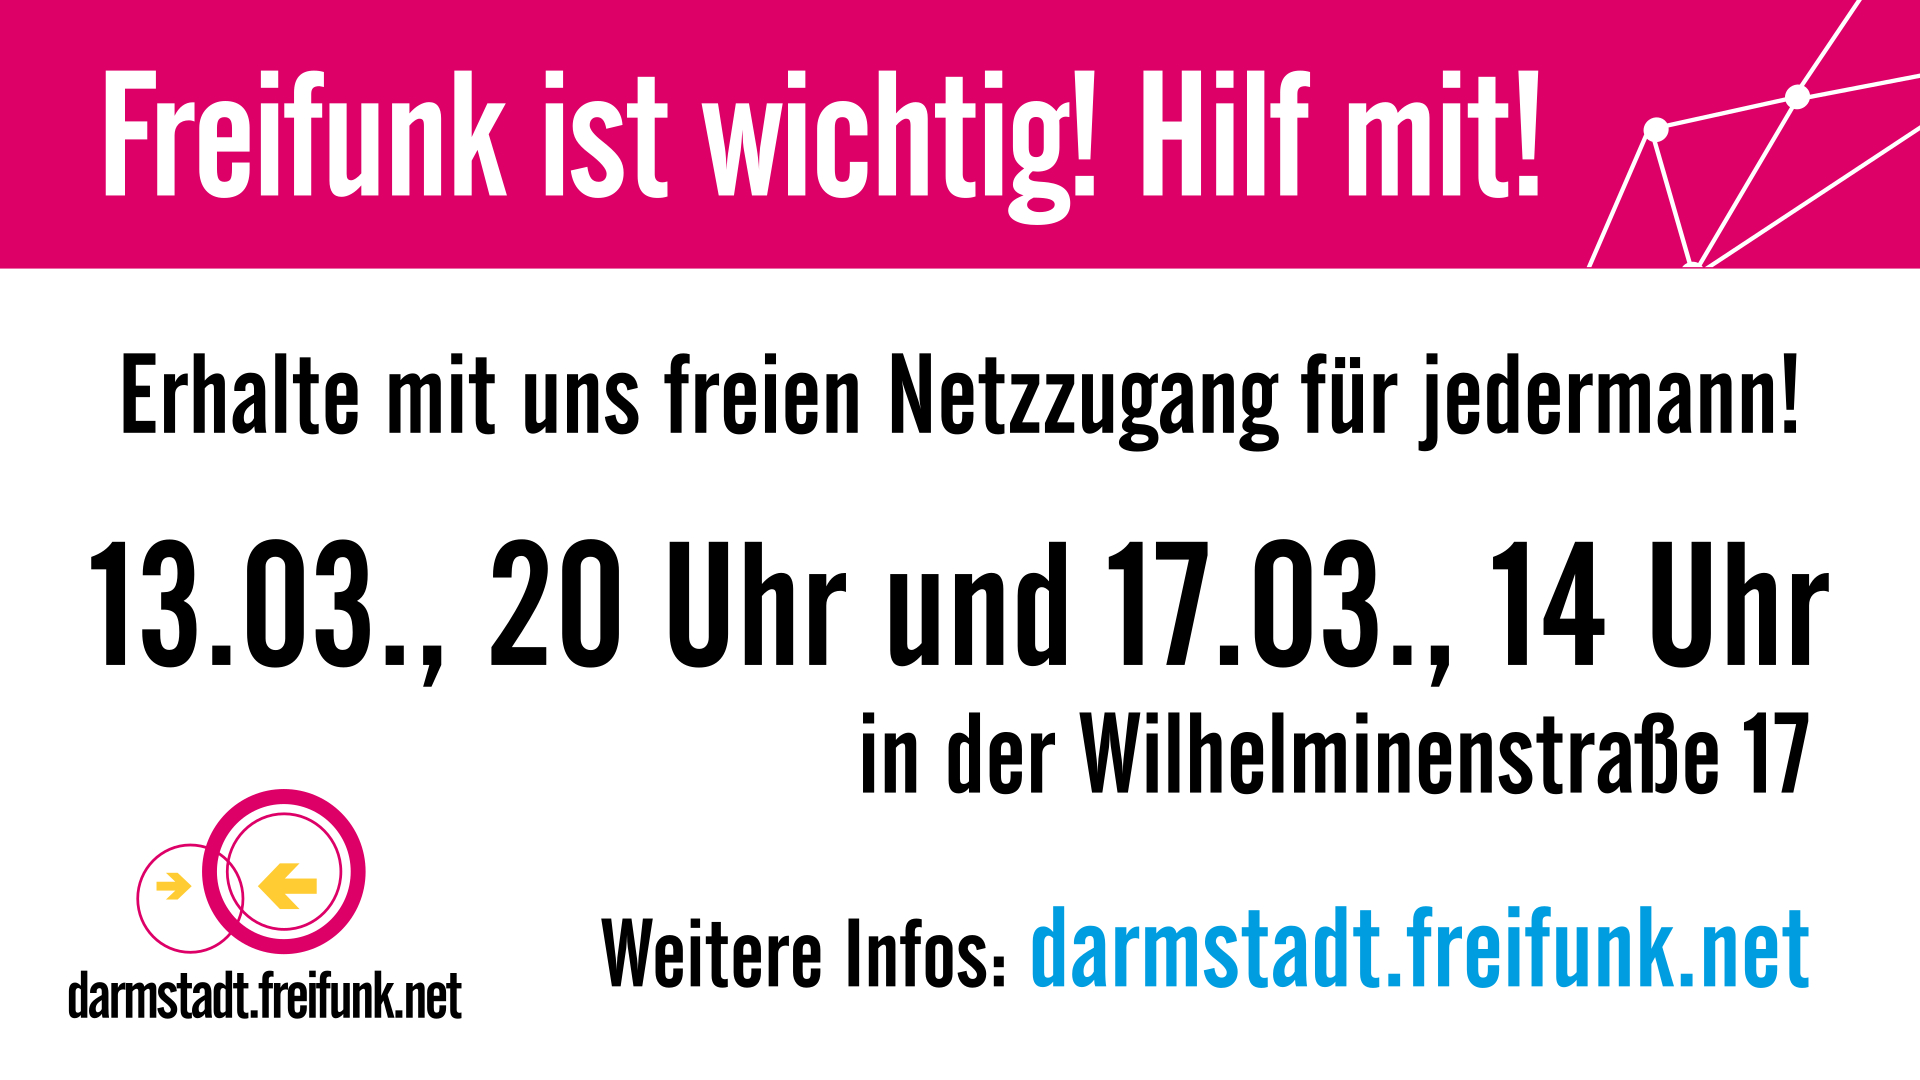 Freifunk ist wichtig! Hilf mit!
Erhalte mit uns freien Netzzugang für jedermann!
13.03., 20 Uhr und 17.03., 14 Uhr
in der Wilhelminenstraße 17
Weitere Infos: darmstadt.freifunk.net
darmstadt.freifunk.net